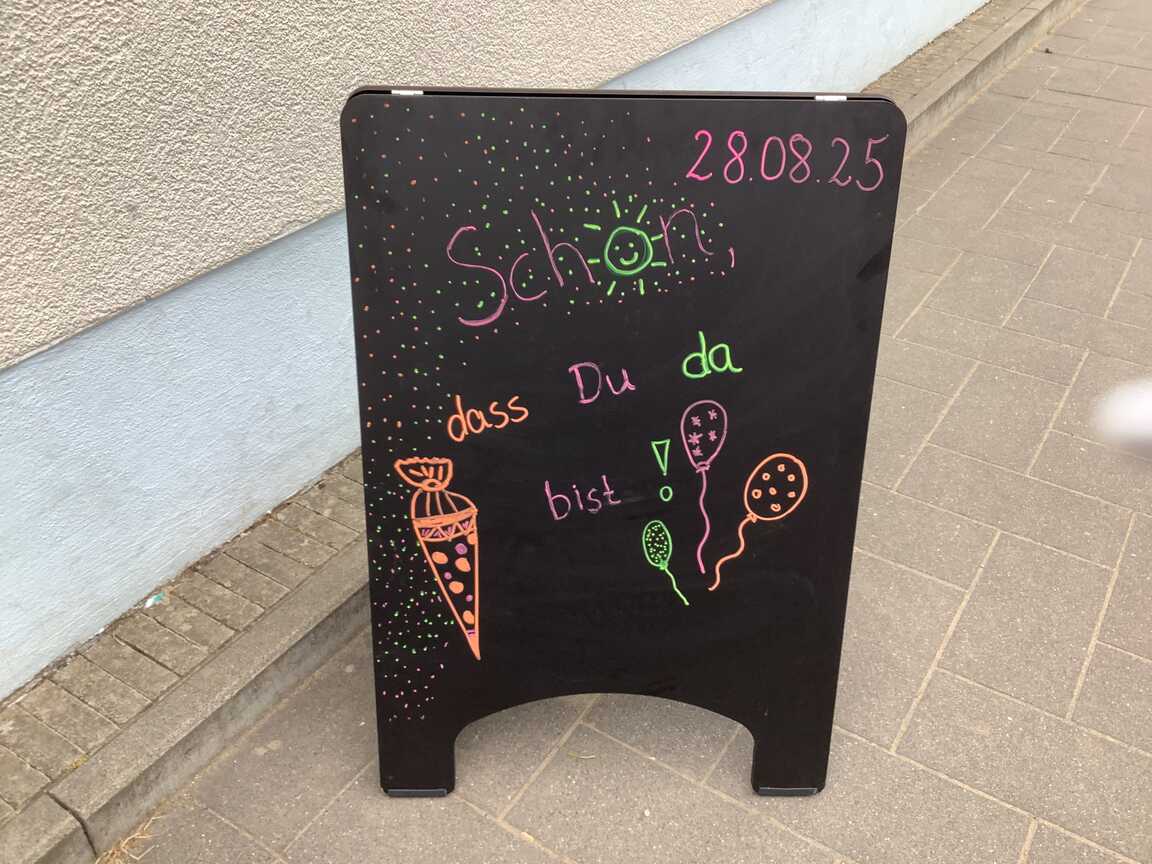 28.08.25
Schön,
dass Du da
bist!